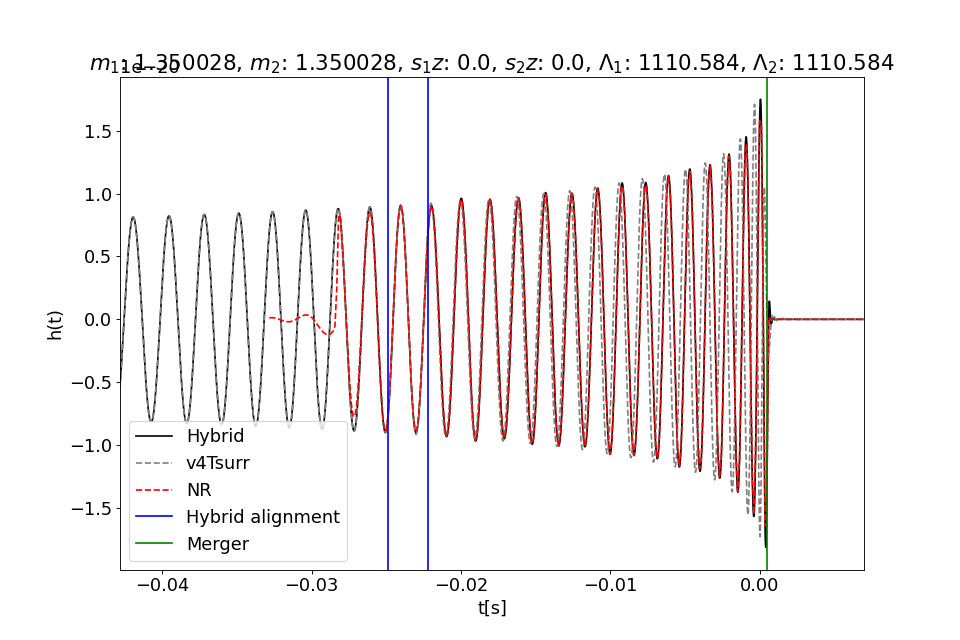 m₁: 1.350028, m₂: 1.350028, s₁z: 0.0, s₂z: 0.0, Λ₁: 1110.584, Λ₂: 1110.584
1e−20
1.5
1.0
0.5
0.0
−0.5
−1.0
−1.5
h(t)
Hybrid
v4Tsurr
NR
Hybrid alignment
Merger
−0.04 −0.03 −0.02 −0.01 0.00
t[s]